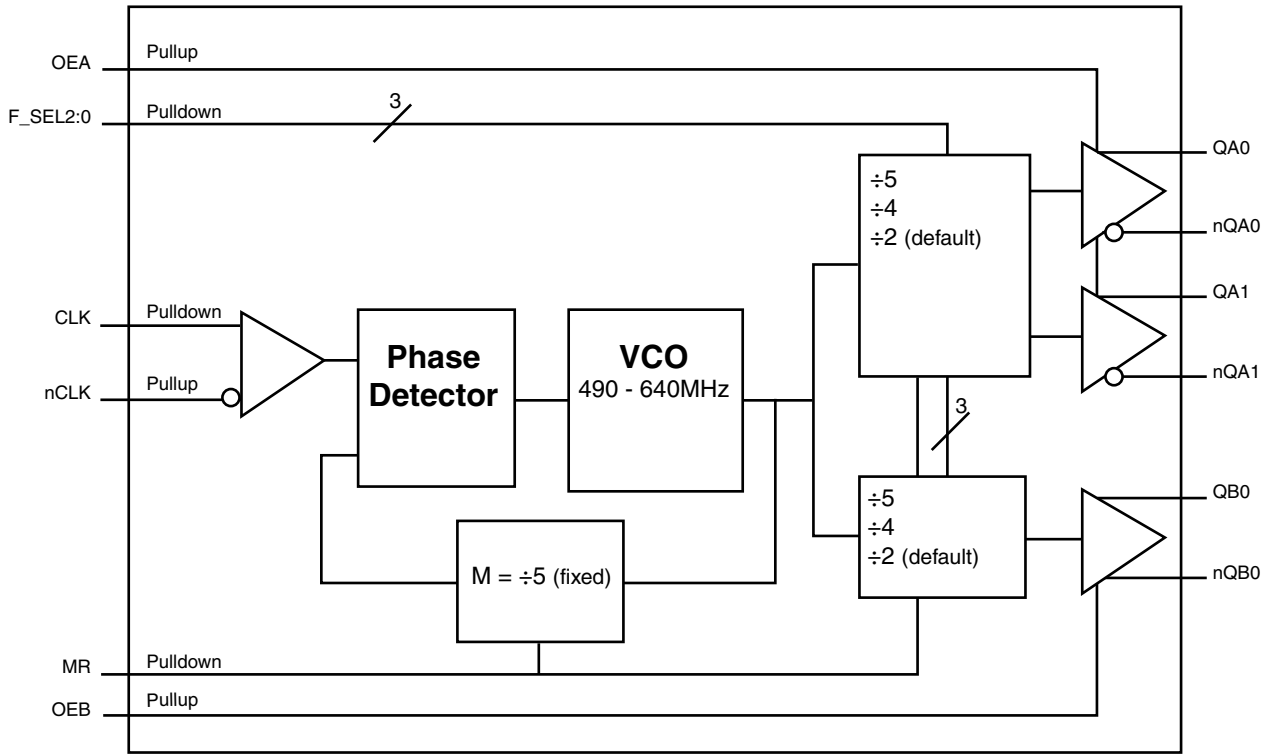 OEA
Pullup
F_SEL2:0
Pulldown
3
QA0
÷5
÷4
÷2 (default)
nQA0
QA1
CLK
Pulldown
Phase
Detector
VCO
490 - 640MHz
nCLK
Pullup
nQA1
3
÷5
÷4
÷2 (default)
QB0
M = ÷5 (fixed)
nQB0
MR
Pulldown
OEB
Pullup